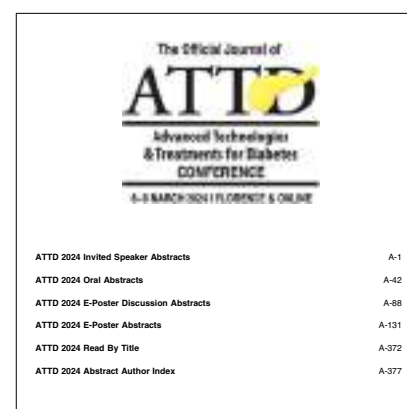 The Official Journal of
ATTD
Advanced Technologies
& Treatments for Diabetes
CONFERENCE
6–9 MARCH 2024 I FLORENCE & ONLINE
ATTD 2024 Invited Speaker Abstracts A-1
ATTD 2024 Oral Abstracts A-42
ATTD 2024 E-Poster Discussion Abstracts A-88
ATTD 2024 E-Poster Abstracts A-131
ATTD 2024 Read By Title A-372
ATTD 2024 Abstract Author Index A-377